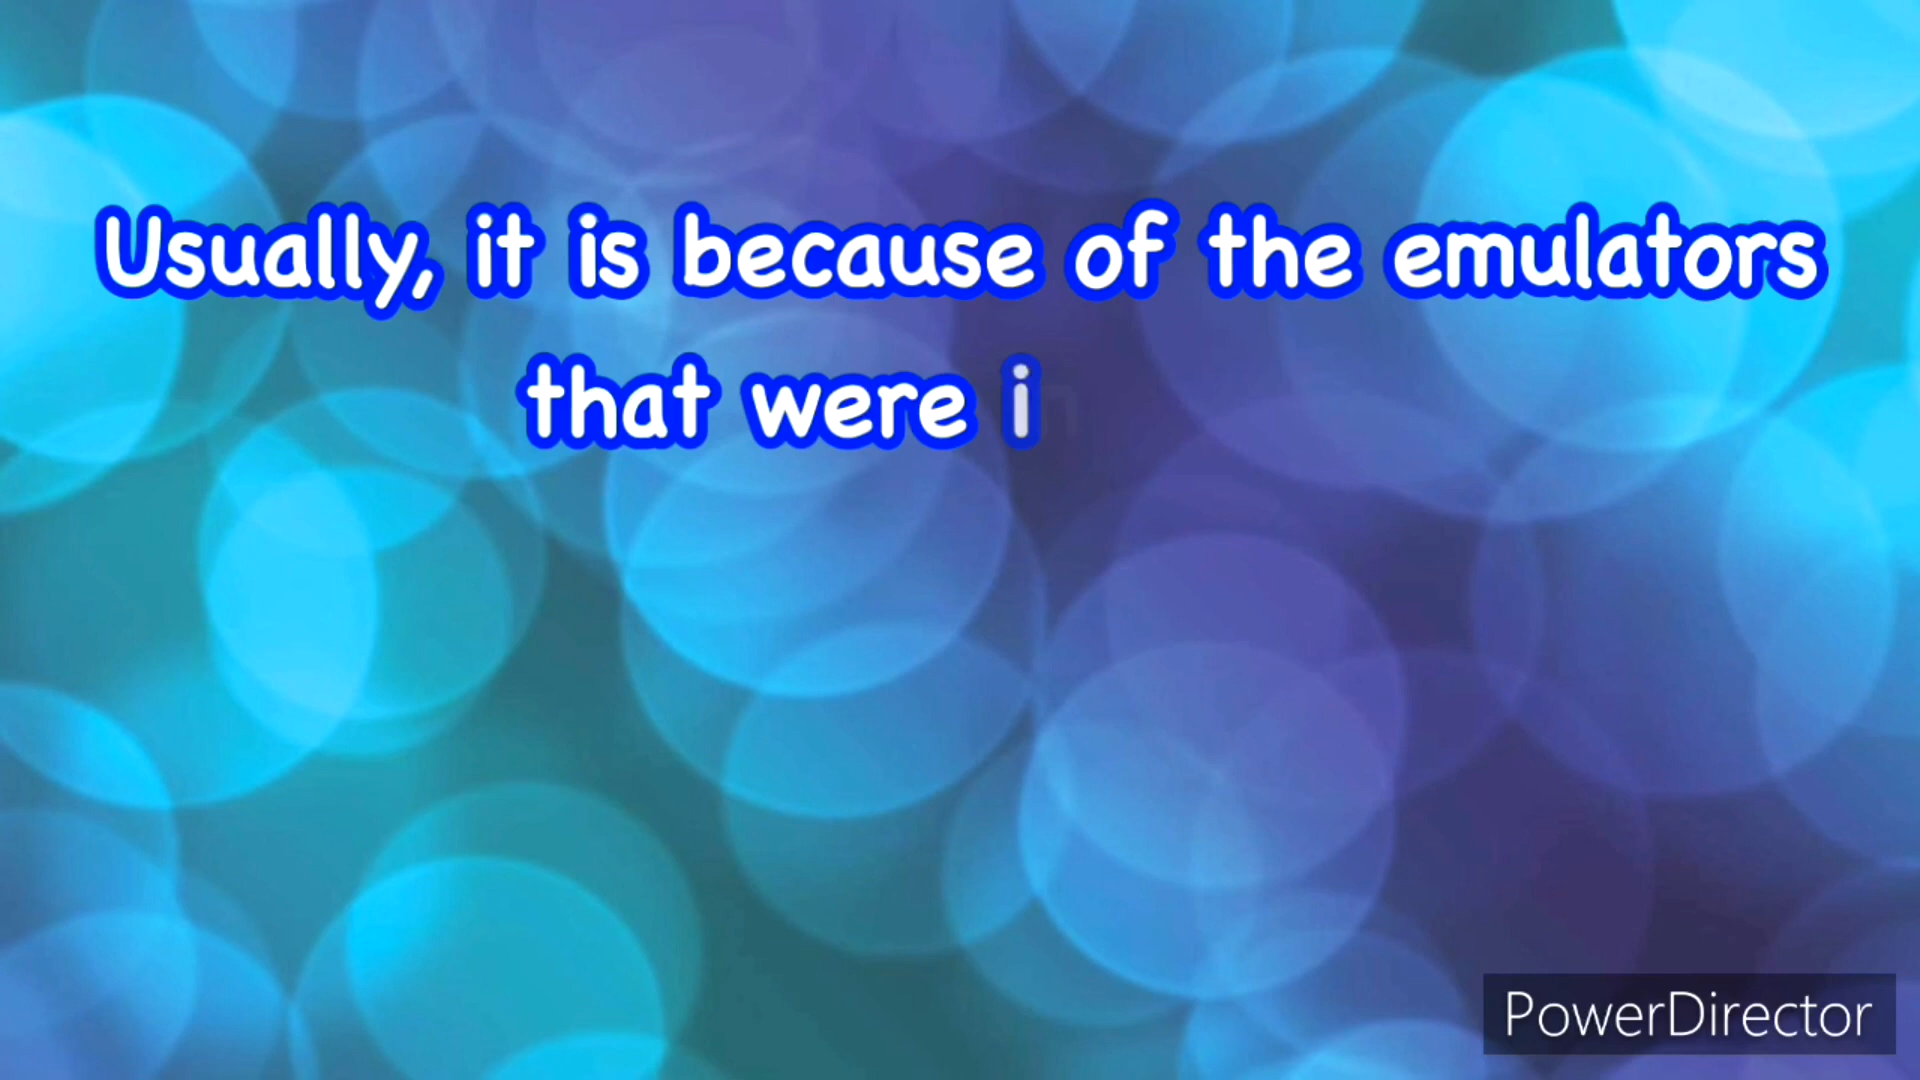 Usually, it is because of the emulators
that were i
PowerDirector